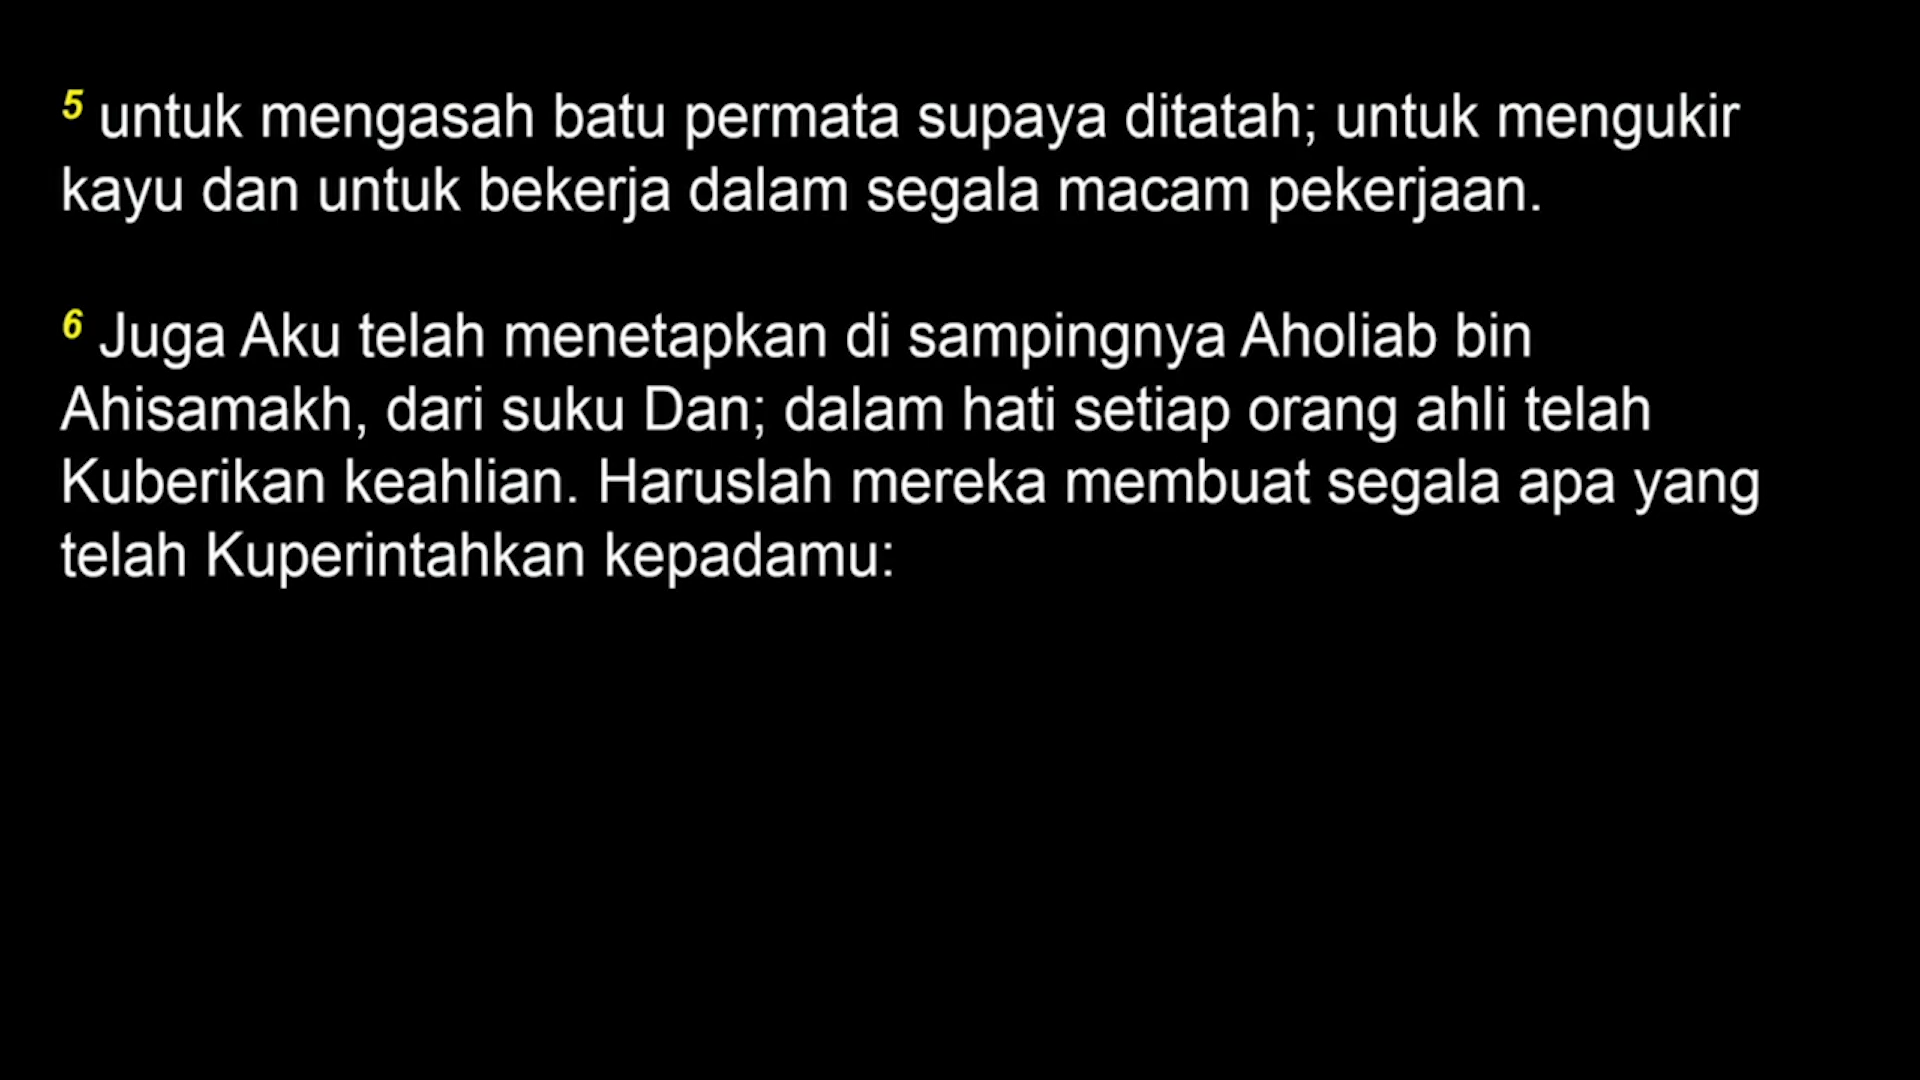 5 untuk mengasah batu permata supaya ditatah; untuk mengukir
kayu dan untuk bekerja dalam segala macam pekerjaan.
6 Juga Aku telah menetapkan di sampingnya Aholiab bin
Ahisamakh, dari suku Dan; dalam hati setiap orang ahli telah
Kuberikan keahlian. Haruslah mereka membuat segala apa yang
telah Kuperintahkan kepadamu: